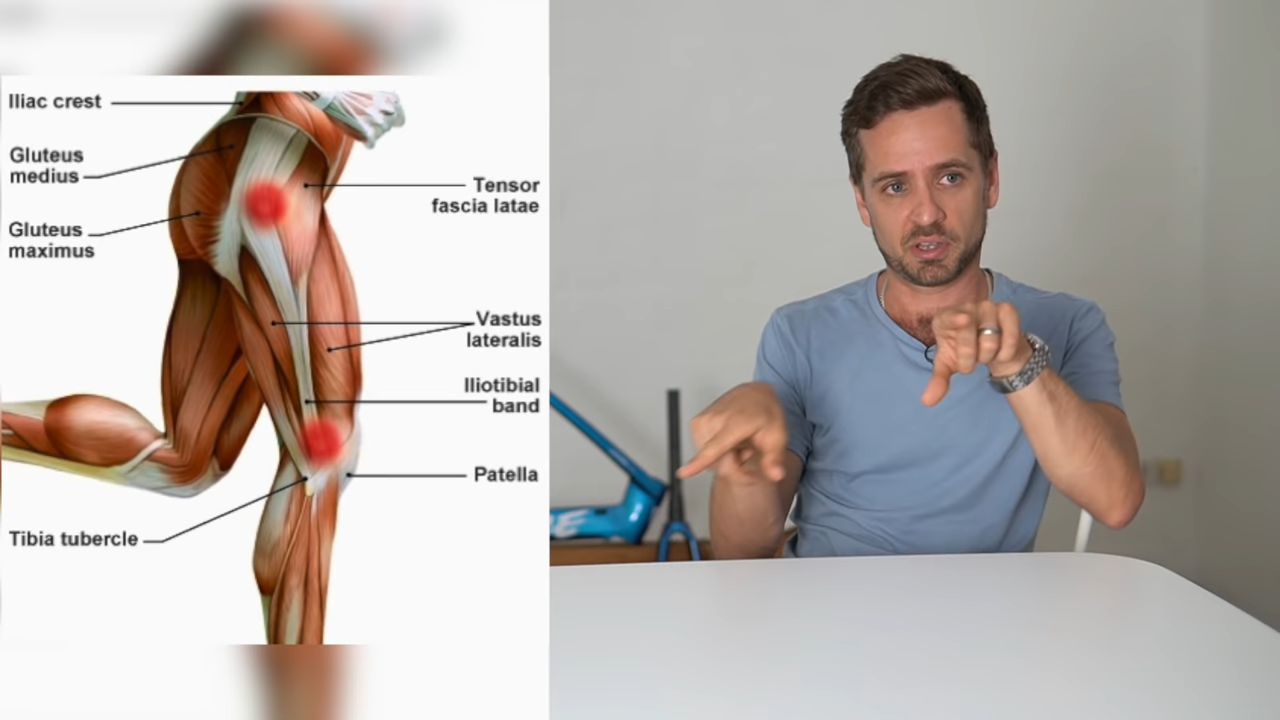 Iliac crest
Gluteus
medius
Gluteus
maximus
Tensor
fascia latae
Vastus
lateralis
Iliotibial
band
Patella
Tibia tubercle